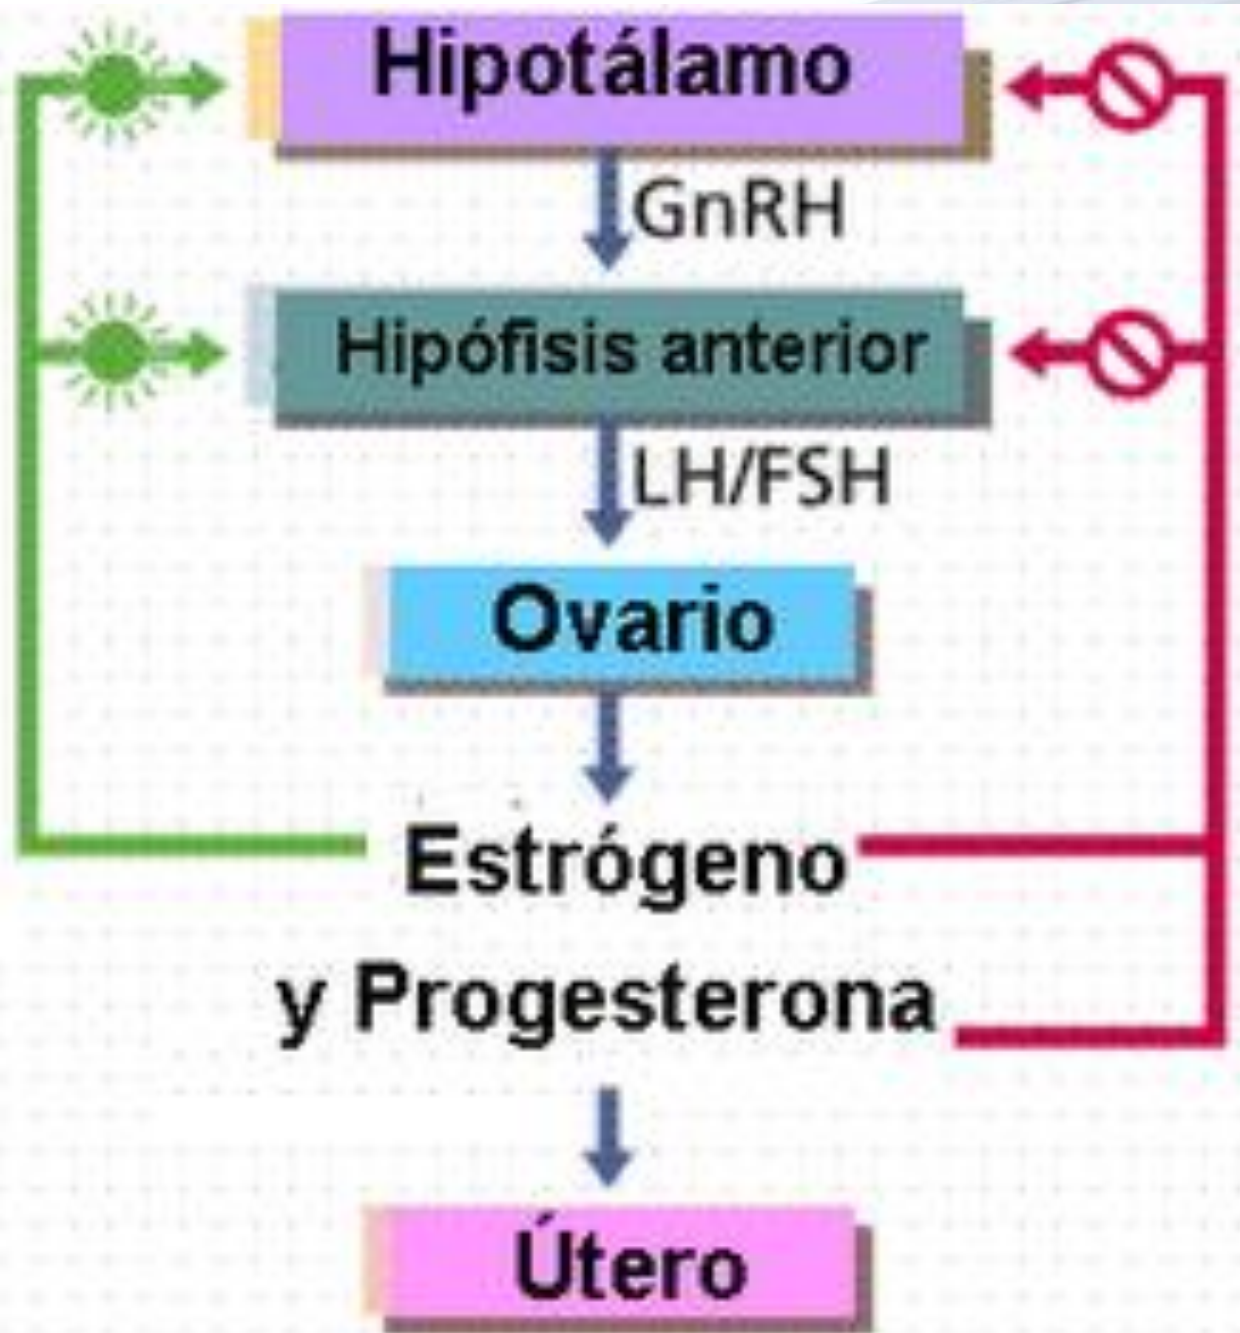 Hipotálamo
GnRH
Hipófisis anterior
LH/FSH
Ovario
Estrógeno
y Progesterona
Útero